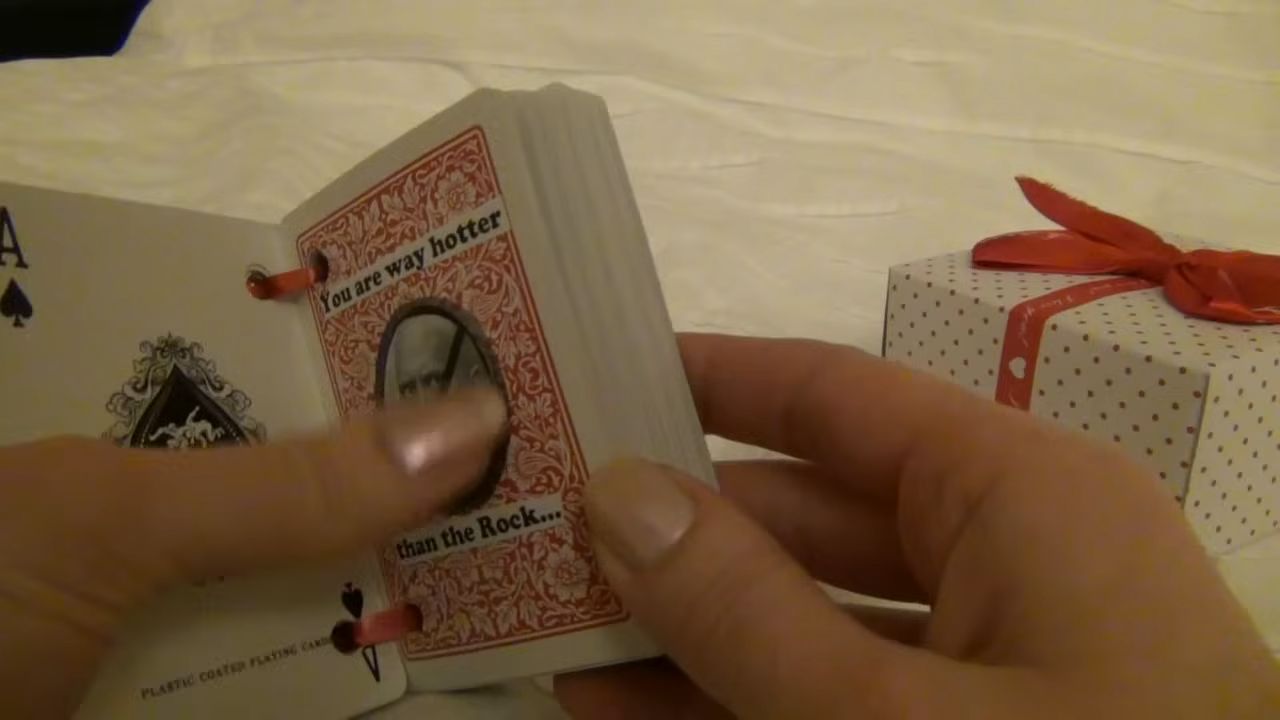 A
You are way hotter
than the Rock...
PLASTIC COATED PLAYING CARDS
A